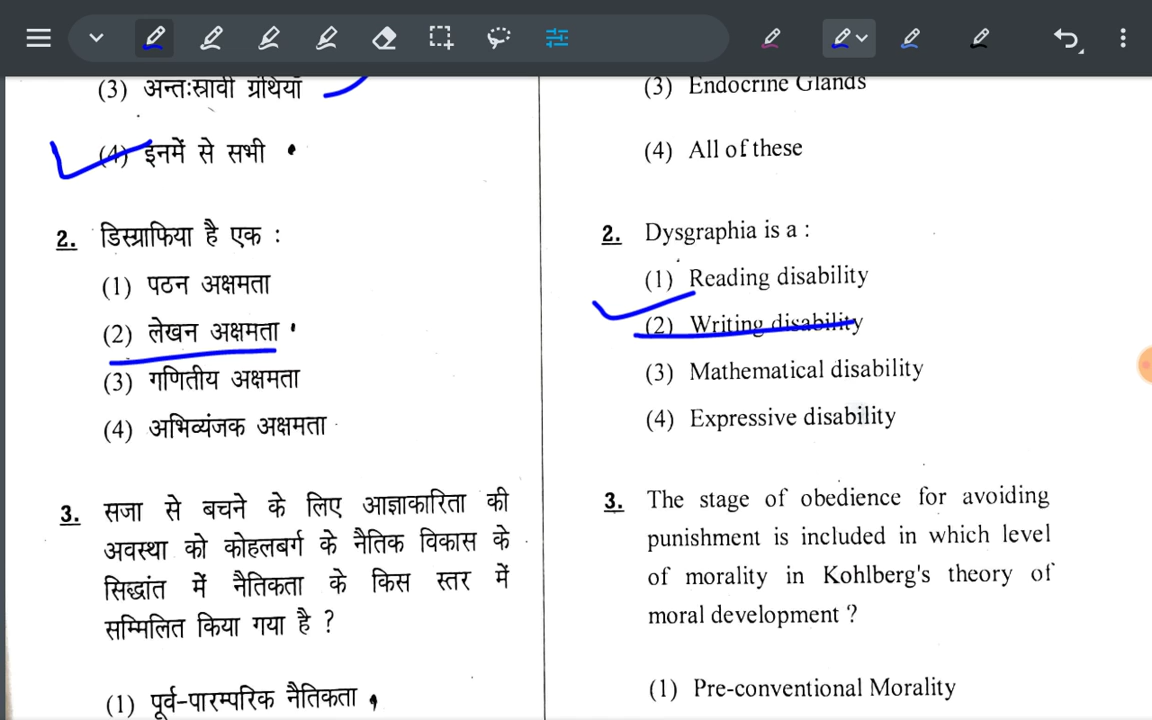 (3) अन्तःस्रावी ग्रंथियाँ
(4) इनमें से सभी
2. डिस्ग्राफिया है एक :
(1) पठन अक्षमता
(2) लेखन अक्षमता
(3) गणितीय अक्षमता
(4) अभिव्यंजक अक्षमता
3. सजा से बचने के लिए आज्ञाकारिता की
अवस्था को कोहलबर्ग के नैतिक विकास के
सिद्धांत में नैतिकता के किस स्तर में
सम्मिलित किया गया है ?
(1) पूर्व-पारम्परिक नैतिकता
(3) Endocrine Glands
(4) All of these
2. Dysgraphia is a :
(1) Reading disability
(2) Writing disability
(3) Mathematical disability
(4) Expressive disability
3. The stage of obedience for avoiding
punishment is included in which level
of morality in Kohlberg's theory of
moral development ?
(1) Pre-conventional Morality